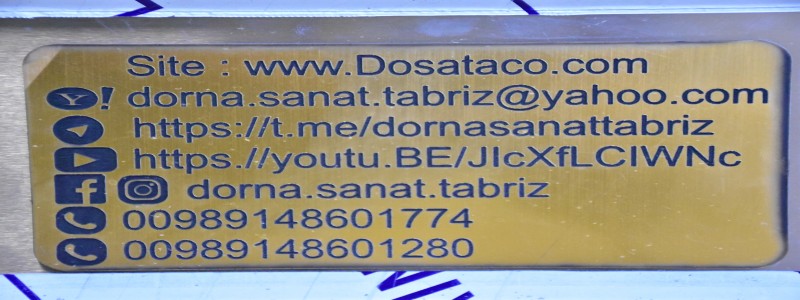 Site : www.Dosataco.com
dorna.sanat.tabriz@yahoo.com
https://t.me/dornasanattabriz
https://youtu.BE/JIcXfLCIWNc
dorna.sanat.tabriz
00989148601774
00989148601280